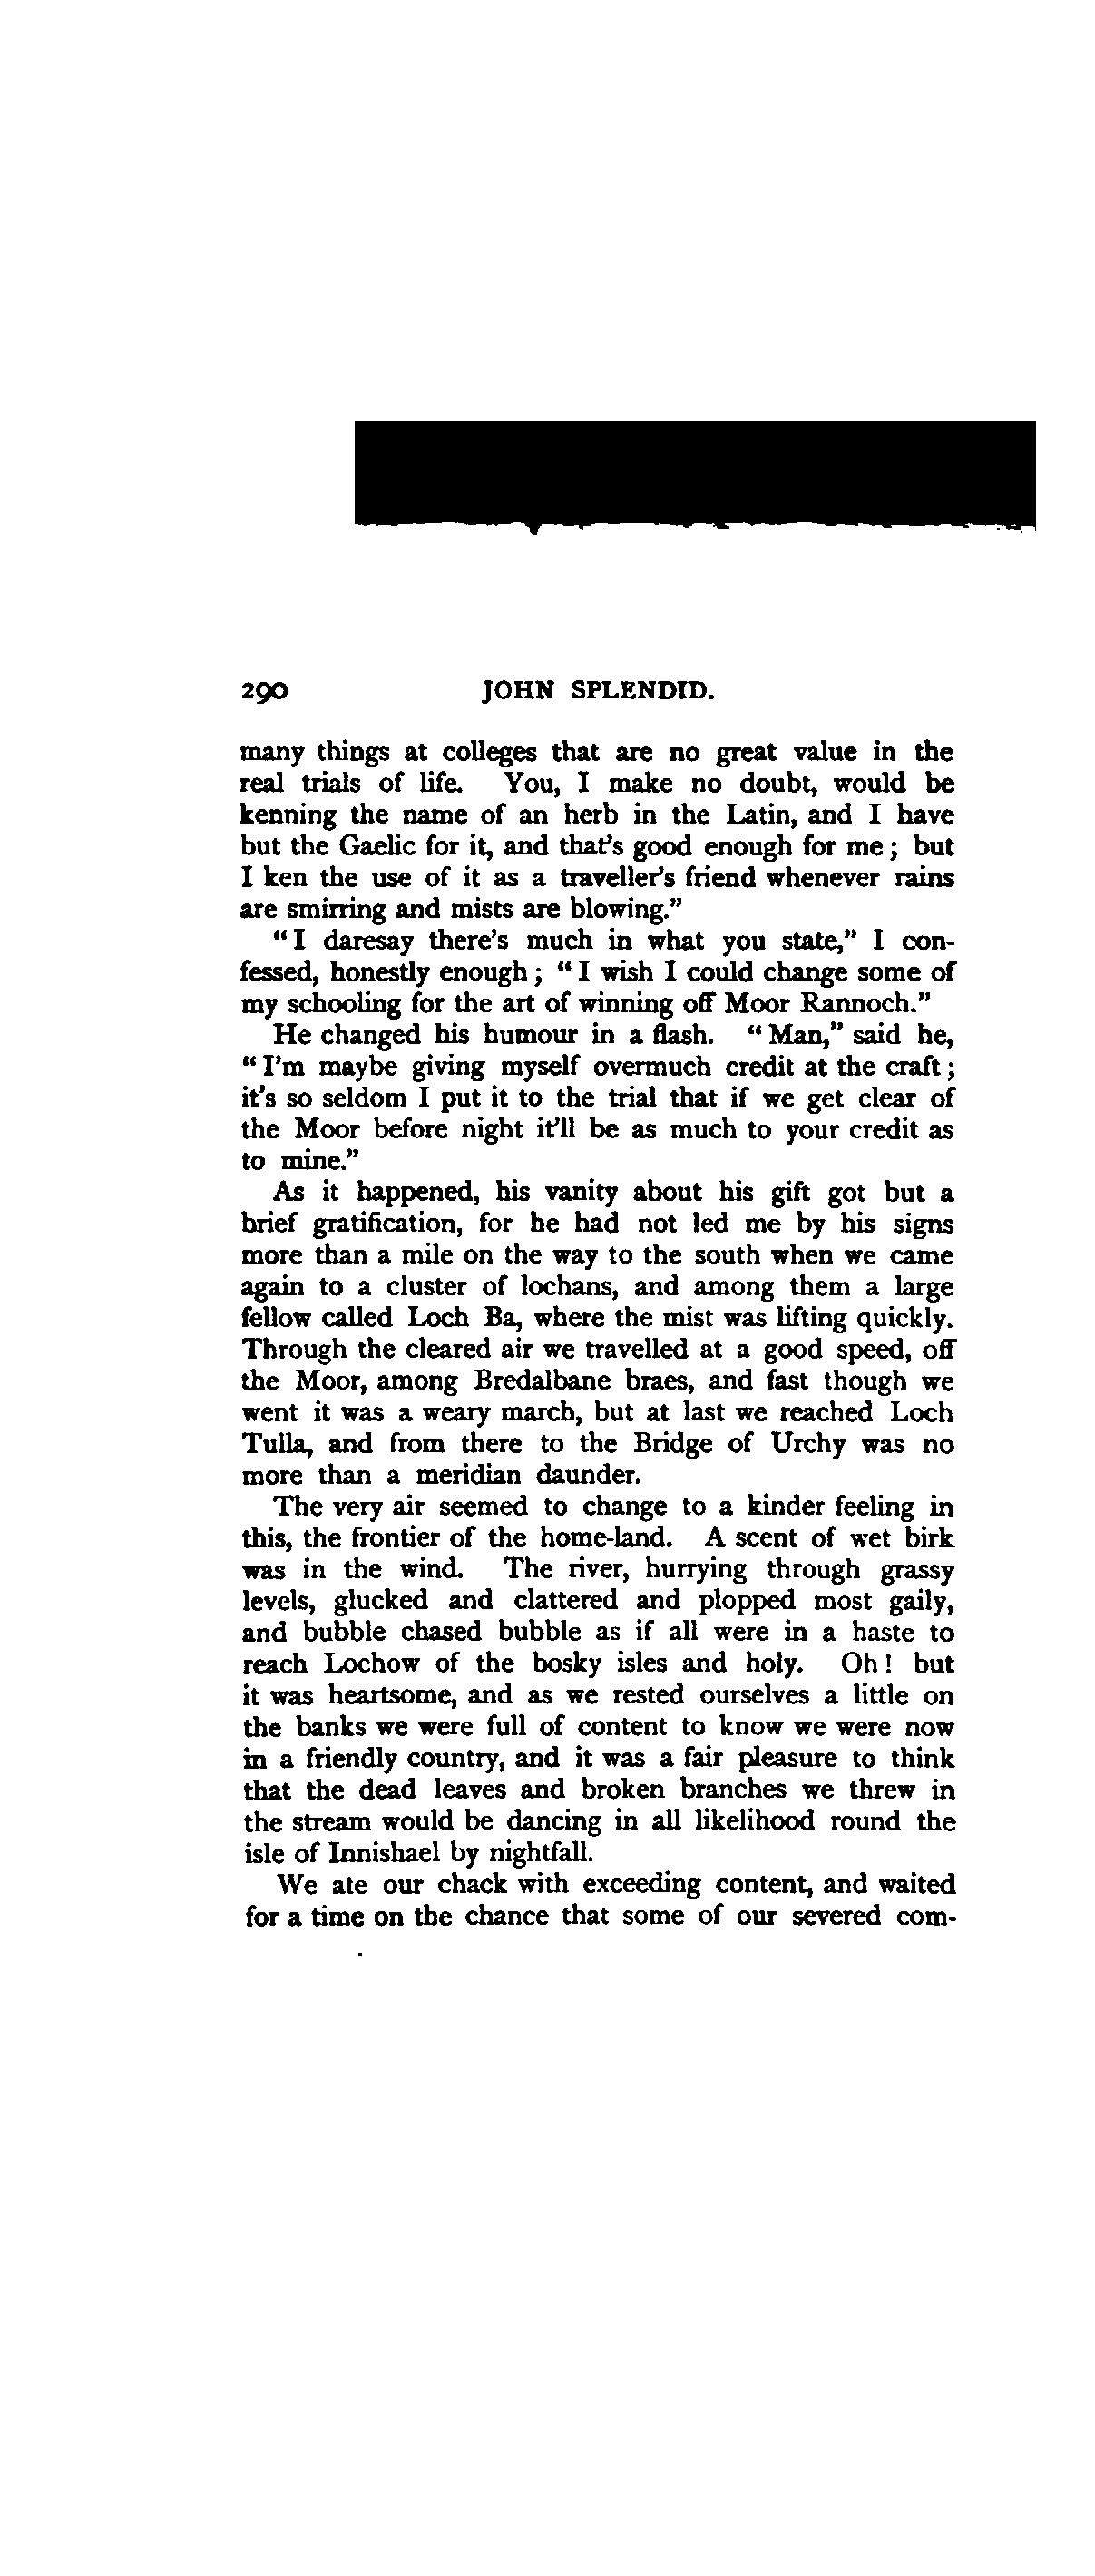 290 JOHN SPLENDID.
many things at colleges that are no great value in the
real trials of life. You, I make no doubt, would be
kenning the name of an herb in the Latin, and I have
but the Gaelic for it, and that's good enough for me; but
I ken the use of it as a traveller's friend whenever rains
are smirring and mists are blowing."
"I daresay there's much in what you state," I con-
fessed, honestly enough; "I wish I could change some of
my schooling for the art of winning off Moor Rannoch."
He changed his humour in a flash. "Man," said he,
"I'm maybe giving myself overmuch credit at the craft;
it's so seldom I put it to the trial that if we get clear of
the Moor before night it'll be as much to your credit as
to mine."
As it happened, his vanity about his gift got but a
brief gratification, for he had not led me by his signs
more than a mile on the way to the south when we came
again to a cluster of lochans, and among them a large
fellow called Loch Ba, where the mist was lifting quickly.
Through the cleared air we travelled at a good speed, off
the Moor, among Bredalbane braes, and fast though we
went it was a weary march, but at last we reached Loch
Tulla, and from there to the Bridge of Urchy was no
more than a meridian daunder.
The very air seemed to change to a kinder feeling in
this, the frontier of the home-land. A scent of wet birk
was in the wind. The river, hurrying through grassy
levels, glucked and clattered and plopped most gaily,
and bubble chased bubble as if all were in a haste to
reach Lochow of the bosky isles and holy. Oh! but
it was heartsome, and as we rested ourselves a little on
the banks we were full of content to know we were now
in a friendly country, and it was a fair pleasure to think
that the dead leaves and broken branches we threw in
the stream would be dancing in all likelihood round the
isle of Innishael by nightfall.
We ate our chack with exceeding content, and waited
for a time on the chance that some of our severed com-